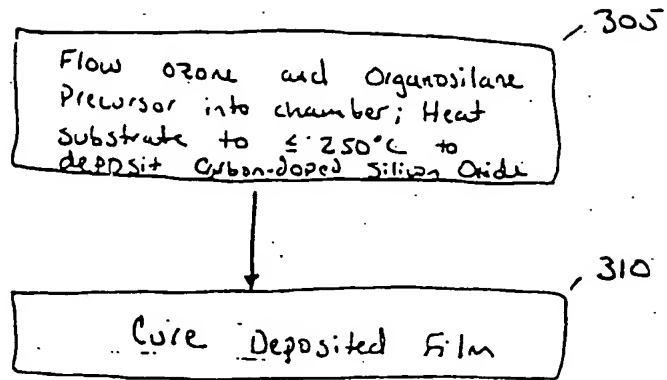 305
Flow ozone and Organosilane
Precursor into chamber; Heat
substrate to ≤ 250°C to
deposit Carbon-doped Silicon Oxide
310
Cure Deposited Film